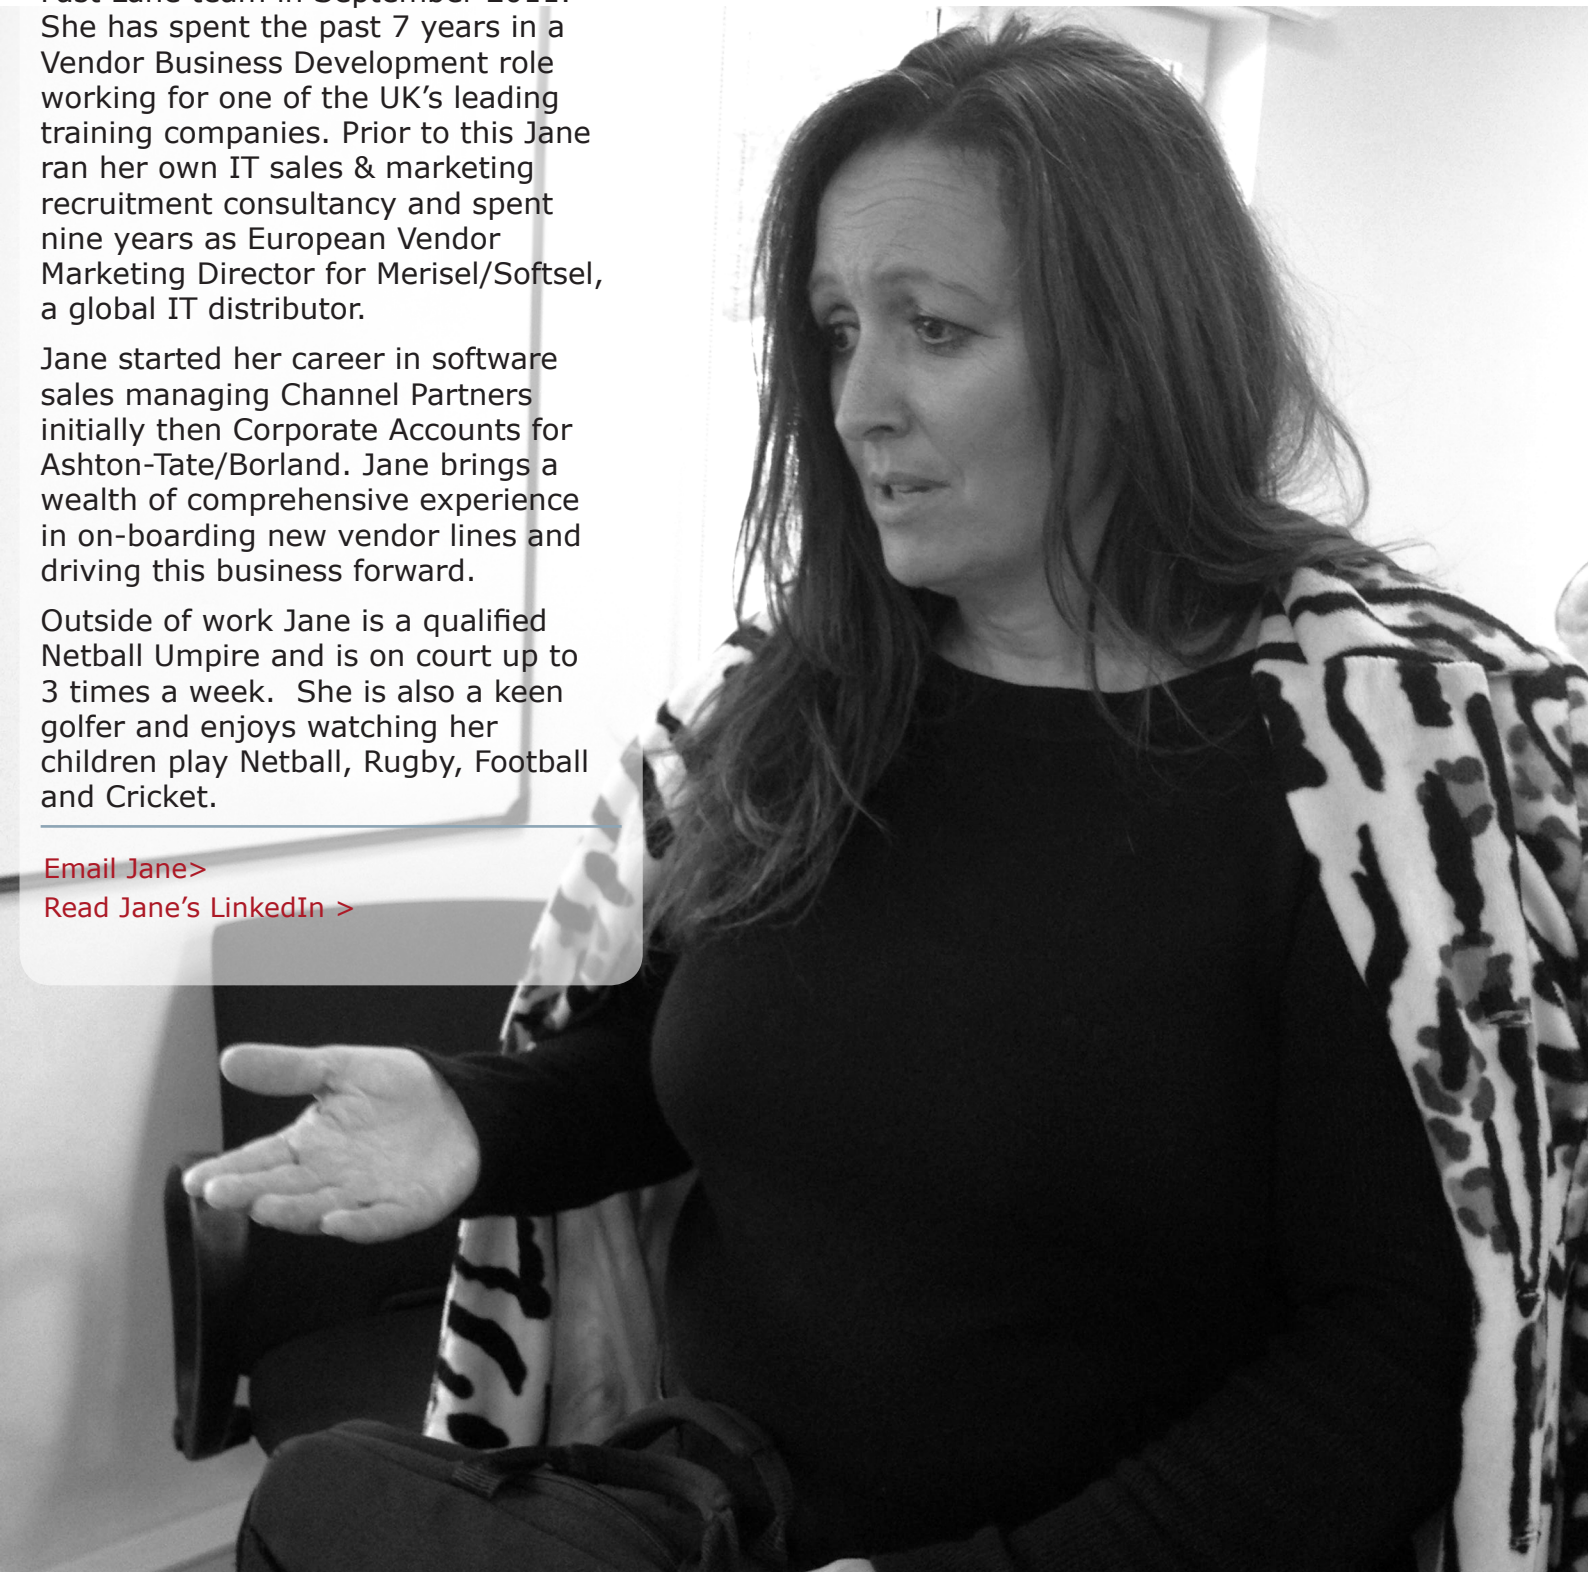 Fast Lane team in September 2011.
She has spent the past 7 years in a
Vendor Business Development role
working for one of the UK’s leading
training companies. Prior to this Jane
ran her own IT sales & marketing
recruitment consultancy and spent
nine years as European Vendor
Marketing Director for Merisel/Softsel,
a global IT distributor.
Jane started her career in software
sales managing Channel Partners
initially then Corporate Accounts for
Ashton-Tate/Borland. Jane brings a
wealth of comprehensive experience
in on-boarding new vendor lines and
driving this business forward.
Outside of work Jane is a qualified
Netball Umpire and is on court up to
3 times a week.  She is also a keen
golfer and enjoys watching her
children play Netball, Rugby, Football
and Cricket.
Email Jane>
Read Jane’s LinkedIn >